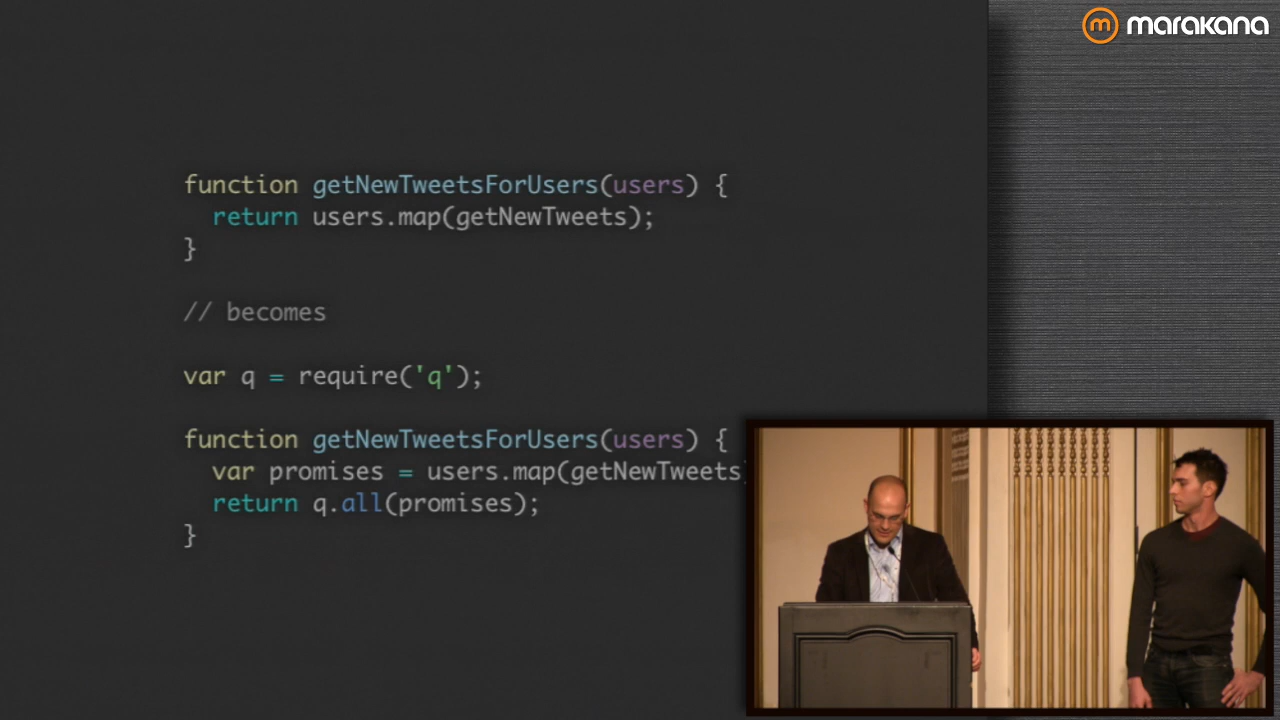 marakana
function getNewTweetsForUsers(users) {
  return users.map(getNewTweets);
}
// becomes
var q = require('q');
function getNewTweetsForUsers(users) {
  var promises = users.map(getNewTweets
  return q.all(promises);
}